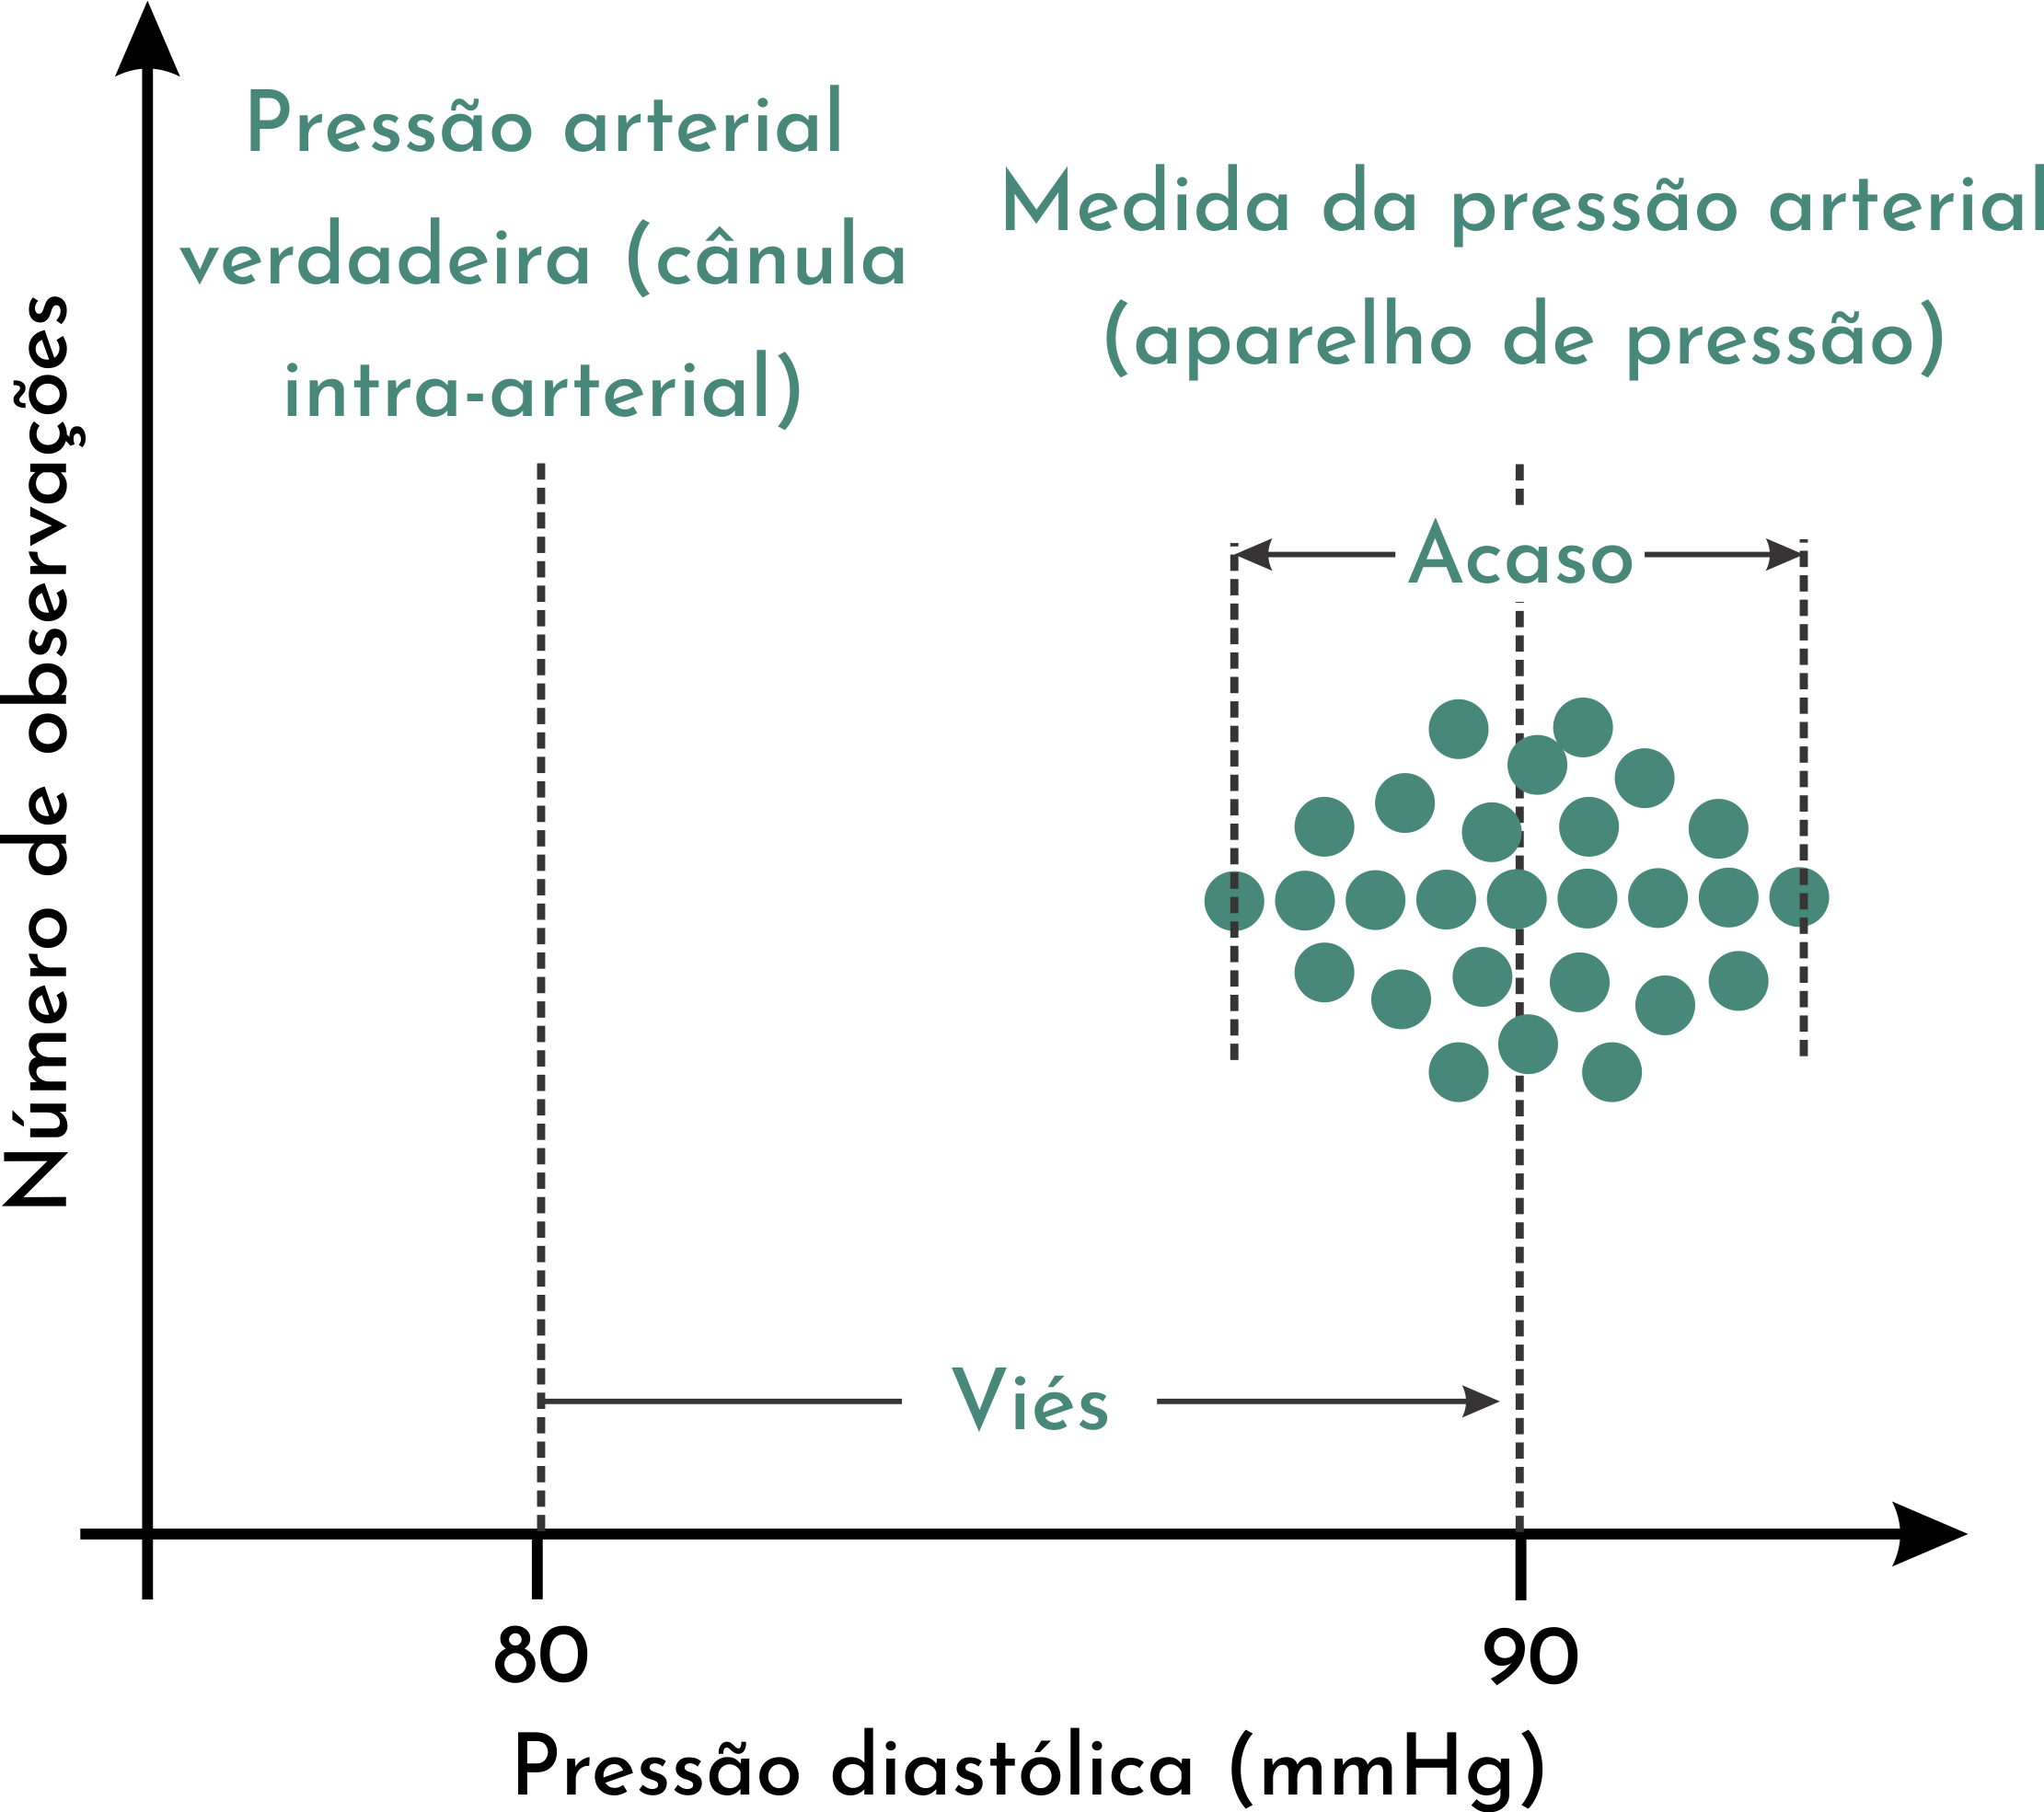 Pressão arterial
verdadeira (cânula
intra-arterial)
Medida da pressão arterial
(aparelho de pressão)
Acaso
Número de observações
Viés
80
90
Pressão diastólica (mmHg)